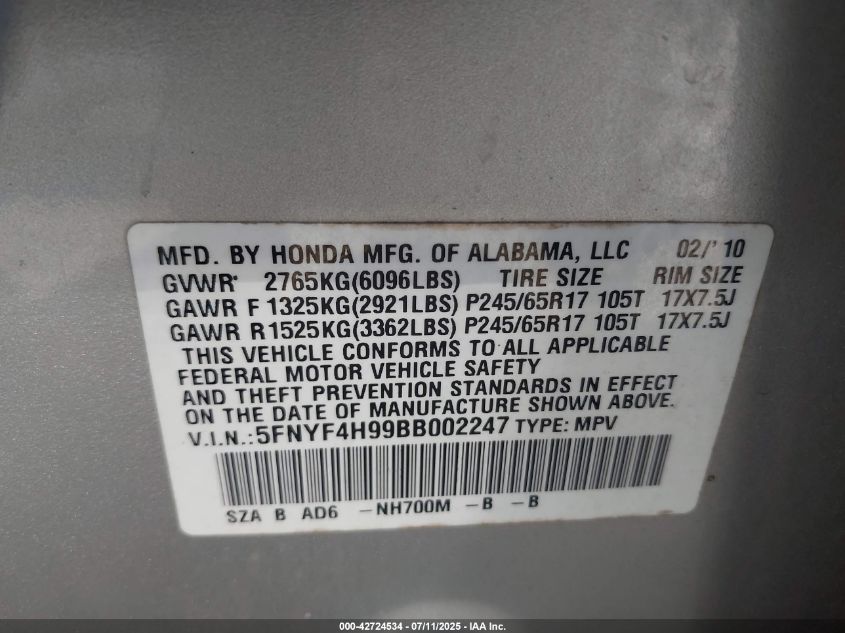 MFD. BY HONDA MFG. OF ALABAMA, LLC 02/' 10
GVWR 2765KG(6096LBS) TIRE SIZE RIM SIZE
GAWR F 1325KG(2921LBS) P245/65R17 105T 17X7.5J
GAWR R1525KG(3362LBS) P245/65R17 105T 17X7.5J
THIS VEHICLE CONFORMS TO ALL APPLICABLE
FEDERAL MOTOR VEHICLE SAFETY
AND THEFT PREVENTION STANDARDS IN EFFECT
ON THE DATE OF MANUFACTURE SHOWN ABOVE.
V.I.N.:5FNYF4H99BB002247 TYPE: MPV
SZA B AD6 -NH700M -B -B
000-42724534 - 07/11/2025 - IAA Inc.